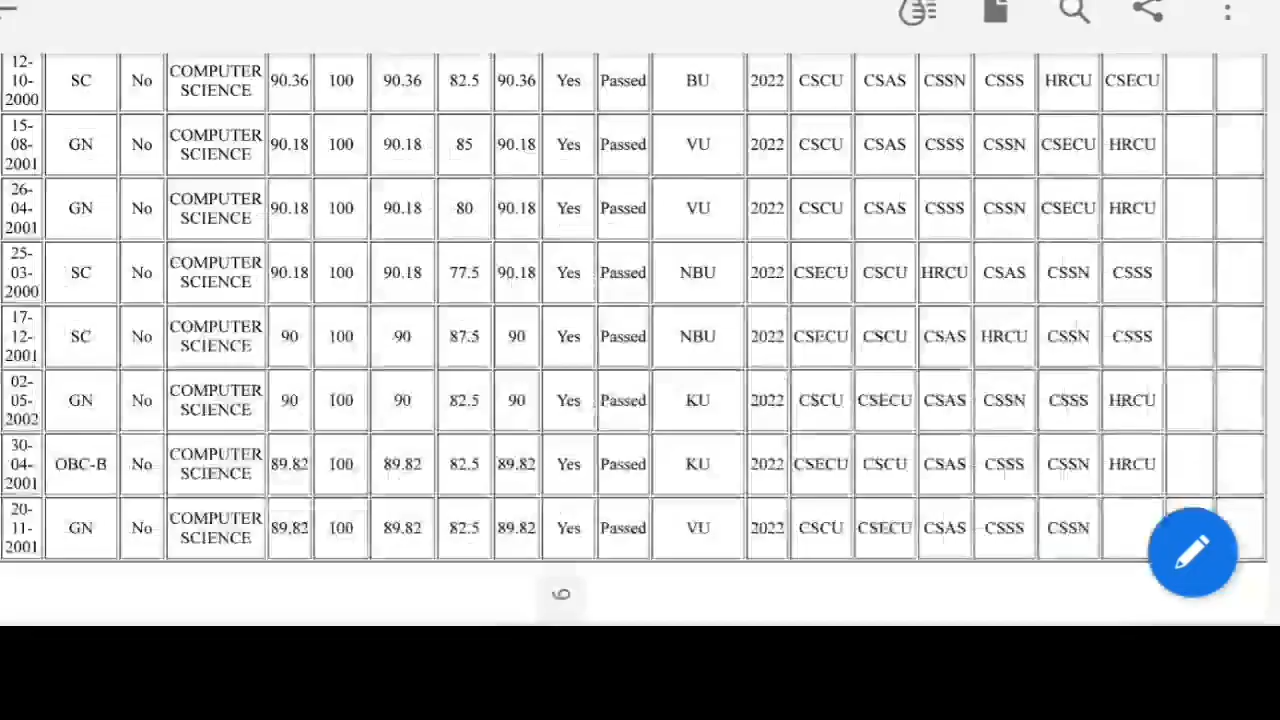 12-10-2000 SC No COMPUTER SCIENCE 90.36 100 90.36 82.5 90.36 Yes Passed BU 2022 CSCU CSAS CSSN CSSS HRCU CSECU
15-08-2001 GN No COMPUTER SCIENCE 90.18 100 90.18 85 90.18 Yes Passed VU 2022 CSCU CSAS CSSS CSSN CSECU HRCU
26-04-2001 GN No COMPUTER SCIENCE 90.18 100 90.18 80 90.18 Yes Passed VU 2022 CSCU CSAS CSSS CSSN CSECU HRCU
25-03-2000 SC No COMPUTER SCIENCE 90.18 100 90.18 77.5 90.18 Yes Passed NBU 2022 CSECU CSCU HRCU CSAS CSSN CSSS
17-12-2001 SC No COMPUTER SCIENCE 90 100 90 87.5 90 Yes Passed NBU 2022 CSECU CSCU CSAS HRCU CSSN CSSS
02-05-2002 GN No COMPUTER SCIENCE 90 100 90 82.5 90 Yes Passed KU 2022 CSCU CSECU CSAS CSSN CSSS HRCU
30-04-2001 OBC-B No COMPUTER SCIENCE 89.82 100 89.82 82.5 89.82 Yes Passed KU 2022 CSECU CSCU CSAS CSSS CSSN HRCU
20-11-2001 GN No COMPUTER SCIENCE 89.82 100 89.82 82.5 89.82 Yes Passed VU 2022 CSCU CSECU CSAS CSSS CSSN